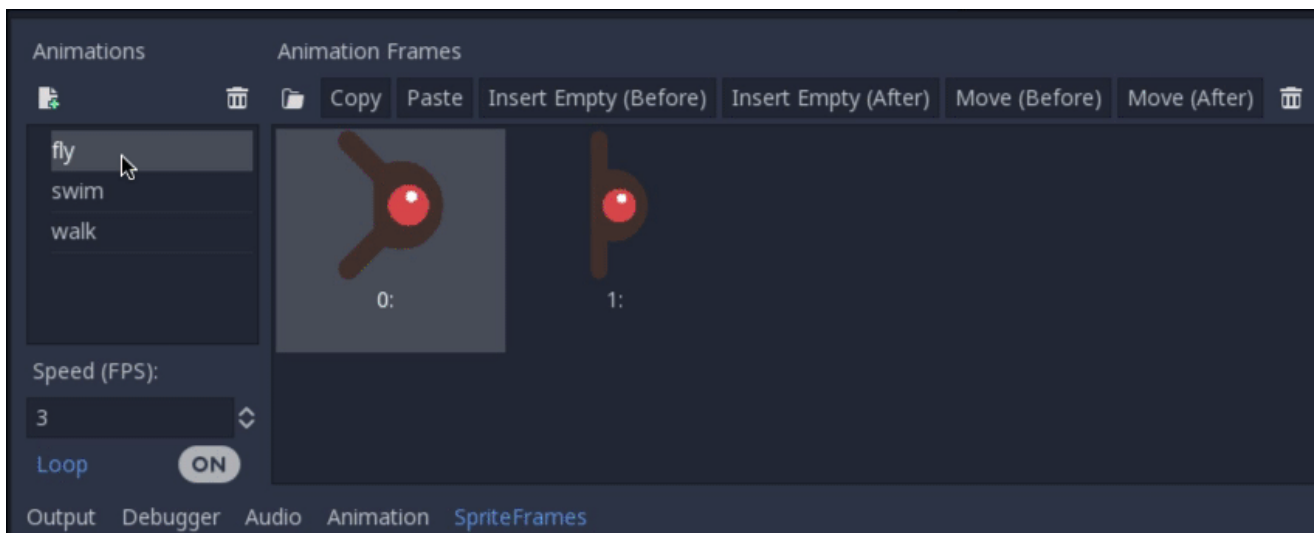 Animations
Animation Frames
Copy Paste Insert Empty (Before) Insert Empty (After) Move (Before) Move (After)
fly
swim
walk
0:
1:
Speed (FPS):
3
Loop ON
Output Debugger Audio Animation SpriteFrames